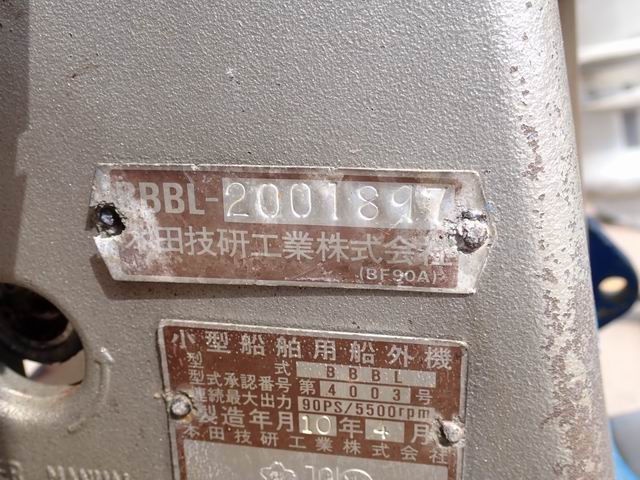 BBBL-2001897
本田技研工業株式会社
(BF90A)
小型船舶用船外機
型式 BBBL
型式承認番号 第4003号
連続最大出力 90PS/5500rpm
製造年月 10年4月
本田技研工業株式会社
ER MANUAL